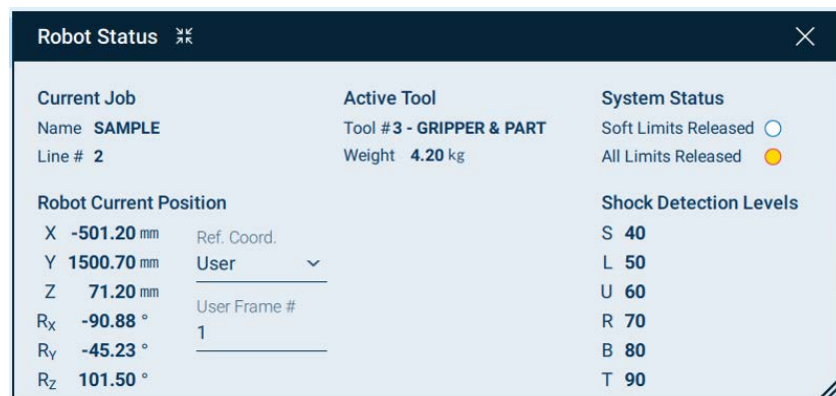 Robot Status
Current Job
Name SAMPLE
Line # 2
Active Tool
Tool #3 - GRIPPER & PART
Weight 4.20 kg
System Status
Soft Limits Released
All Limits Released
Robot Current Position
X -501.20 mm
Y 1500.70 mm
Z 71.20 mm
RX -90.88 °
RY -45.23 °
RZ 101.50 °
Ref. Coord.
User
User Frame #
1
Shock Detection Levels
S 40
L 50
U 60
R 70
B 80
T 90